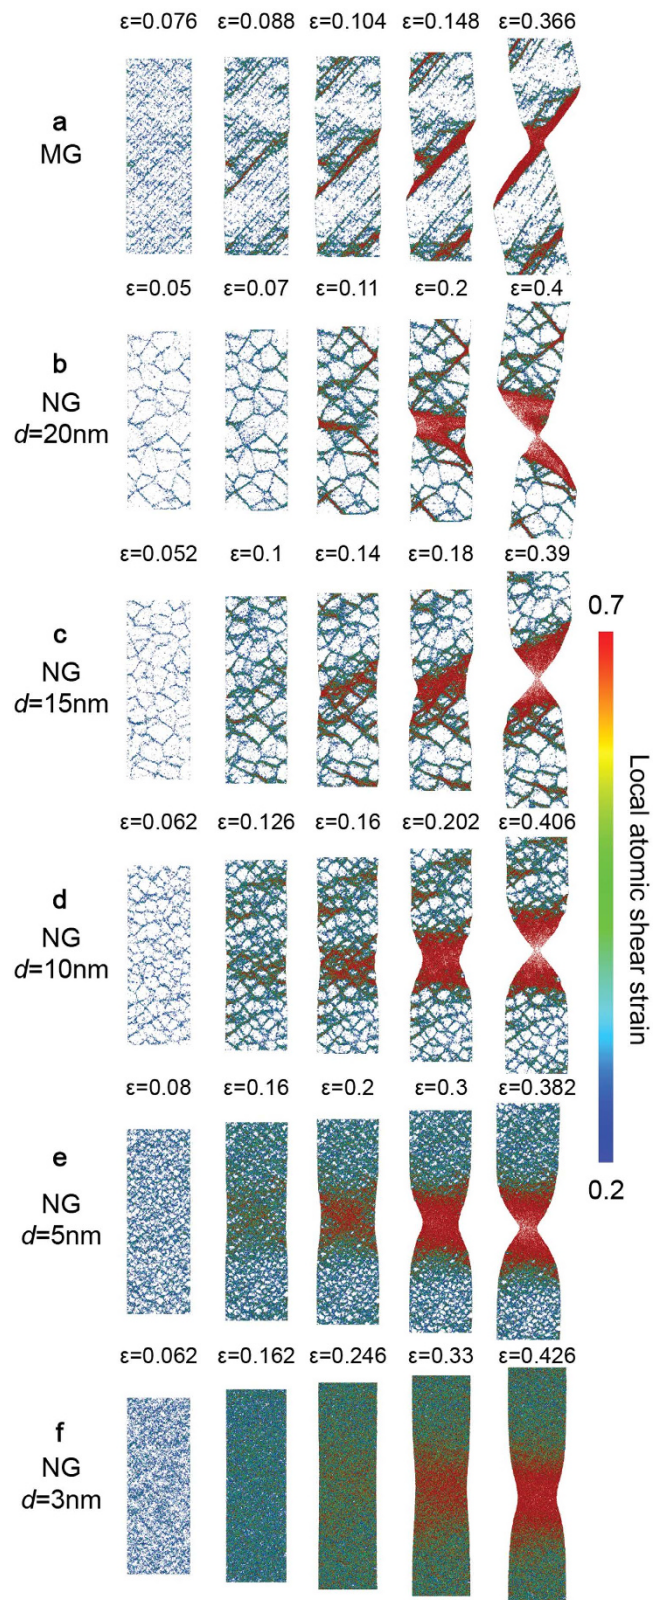 ε=0.076 ε=0.088 ε=0.104 ε=0.148 ε=0.366
a
MG
ε=0.05 ε=0.07 ε=0.11 ε=0.2 ε=0.4
b
NG
d=20nm
ε=0.052 ε=0.1 ε=0.14 ε=0.18 ε=0.39
c
NG
d=15nm
0.7
Local atomic shear strain
0.2
ε=0.062 ε=0.126 ε=0.16 ε=0.202 ε=0.406
d
NG
d=10nm
ε=0.08 ε=0.16 ε=0.2 ε=0.3 ε=0.382
e
NG
d=5nm
ε=0.062 ε=0.162 ε=0.246 ε=0.33 ε=0.426
f
NG
d=3nm